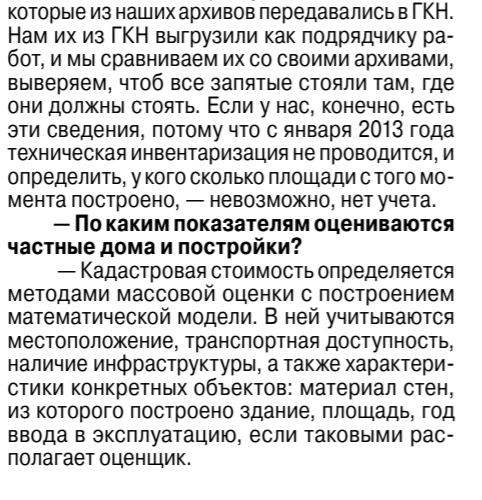 которые из наших архивов передавались в ГКН.
Нам их из ГКН выгрузили как подрядчику ра-
бот, и мы сравниваем их со своими архивами,
выверяем, чтоб все запятые стояли там, где
они должны стоять. Если у нас, конечно, есть
эти сведения, потому что с января 2013 года
техническая инвентаризация не проводится, и
определить, у кого сколько площади с того мо-
мента построено, — невозможно, нет учета.
— По каким показателям оцениваются
частные дома и постройки?
— Кадастровая стоимость определяется
методами массовой оценки с построением
математической модели. В ней учитываются
местоположение, транспортная доступность,
наличие инфраструктуры, а также характери-
стики конкретных объектов: материал стен,
из которого построено здание, площадь, год
ввода в эксплуатацию, если таковыми рас-
полагает оценщик.